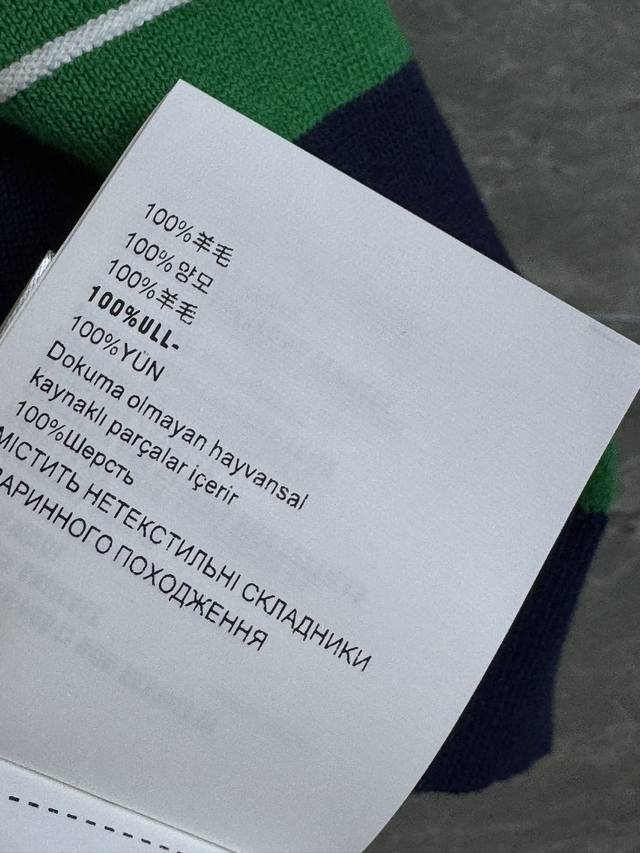 100%羊毛
100%양모
100%羊毛
100%ULL-
100%YÜN
Dokuma olmayan hayvansal
kaynaklı parçalar içerir
100%Шерсть
МІСТИТЬ НЕТЕКСТИЛЬНІ СКЛАДНИКИ
ПОХОДЖЕННЯ